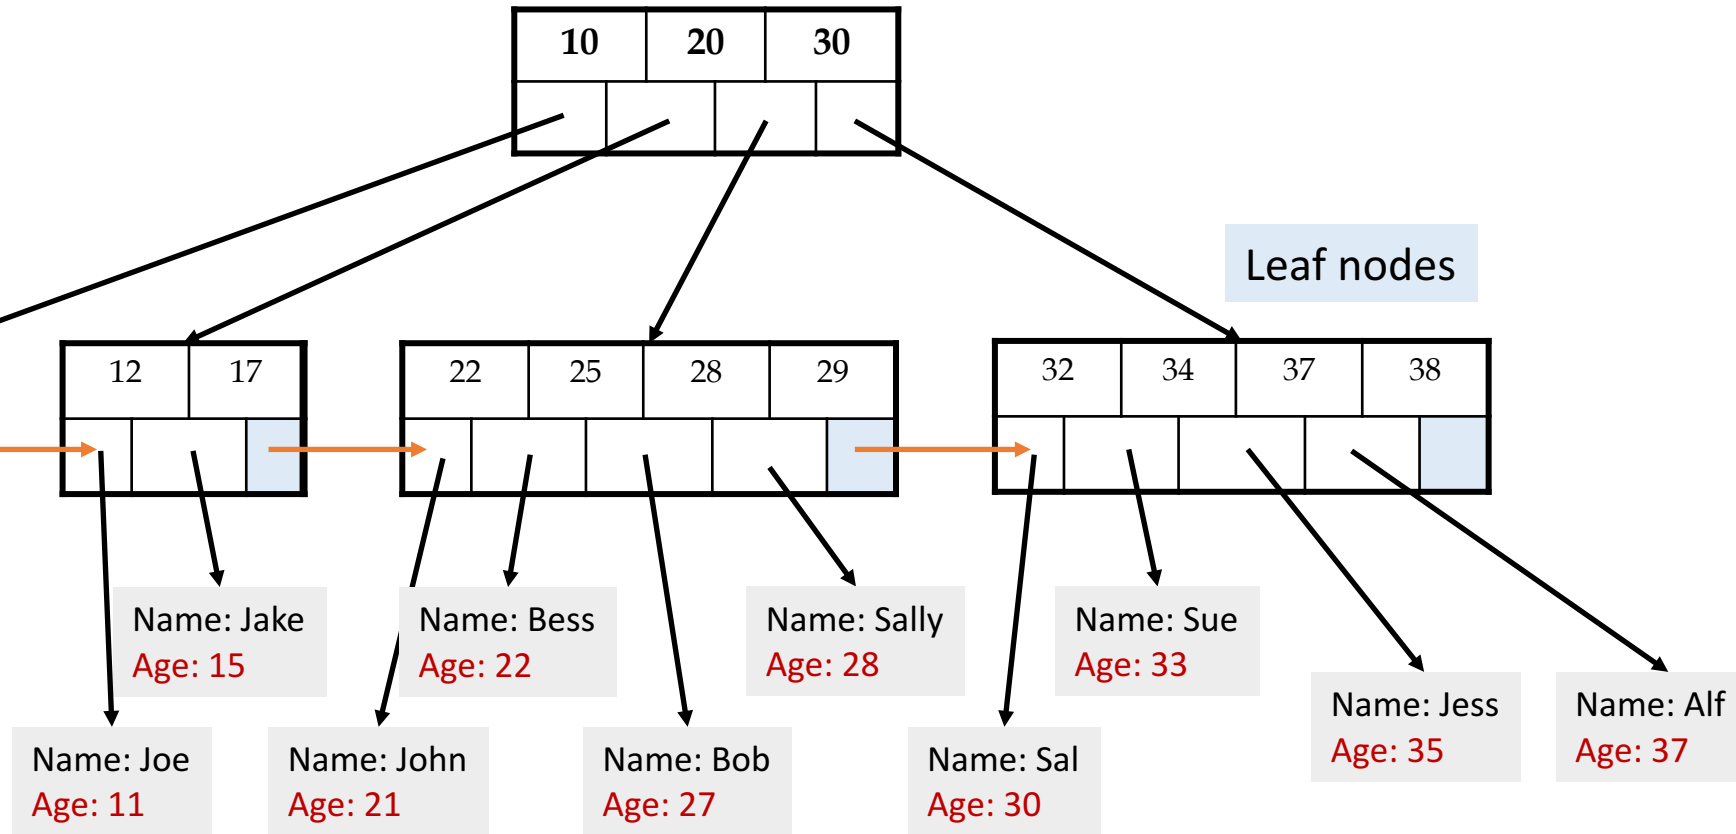 10 20 30
Leaf nodes
12 17
22 25 28 29
32 34 37 38
Name: Jake
Age: 15
Name: Bess
Age: 22
Name: Sally
Age: 28
Name: Sue
Age: 33
Name: Jess
Age: 35
Name: Alf
Age: 37
Name: Joe
Age: 11
Name: John
Age: 21
Name: Bob
Age: 27
Name: Sal
Age: 30